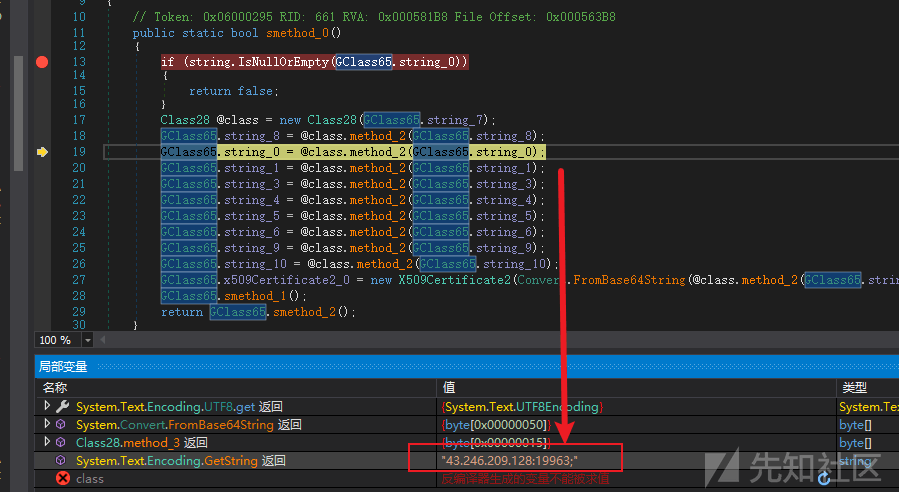 9 {
10 // Token: 0x06000295 RID: 661 RVA: 0x000581B8 File Offset: 0x000563B8
11 public static bool smethod_0()
12 {
13 if (string.IsNullOrEmpty(GClass65.string_0))
14 {
15 return false;
16 }
17 Class28 @class = new Class28(GClass65.string_7);
18 GClass65.string_8 = @class.method_2(GClass65.string_8);
19 GClass65.string_0 = @class.method_2(GClass65.string_0);
20 GClass65.string_1 = @class.method_2(GClass65.string_1);
21 GClass65.string_3 = @class.method_2(GClass65.string_3);
22 GClass65.string_4 = @class.method_2(GClass65.string_4);
23 GClass65.string_5 = @class.method_2(GClass65.string_5);
24 GClass65.string_6 = @class.method_2(GClass65.string_6);
25 GClass65.string_9 = @class.method_2(GClass65.string_9);
26 GClass65.string_10 = @class.method_2(GClass65.string_10);
27 GClass65.x509Certificate2_0 = new X509Certificate2(Convert.FromBase64String(@class.method_2(GClass65.strin
28 GClass65.smethod_1();
29 return GClass65.smethod_2();
30 }
100 %
局部变量
名称 值 类型
System.Text.Encoding.UTF8.get 返回 {System.Text.UTF8Encoding} System.Text
System.Convert.FromBase64String 返回 {byte[0x00000050]} byte[]
Class28.method_3 返回 {byte[0x00000015]} byte[]
System.Text.Encoding.GetString 返回 "43.246.209.128:19963;" string
class 反编译器生成的变量不能被求值
先知社区